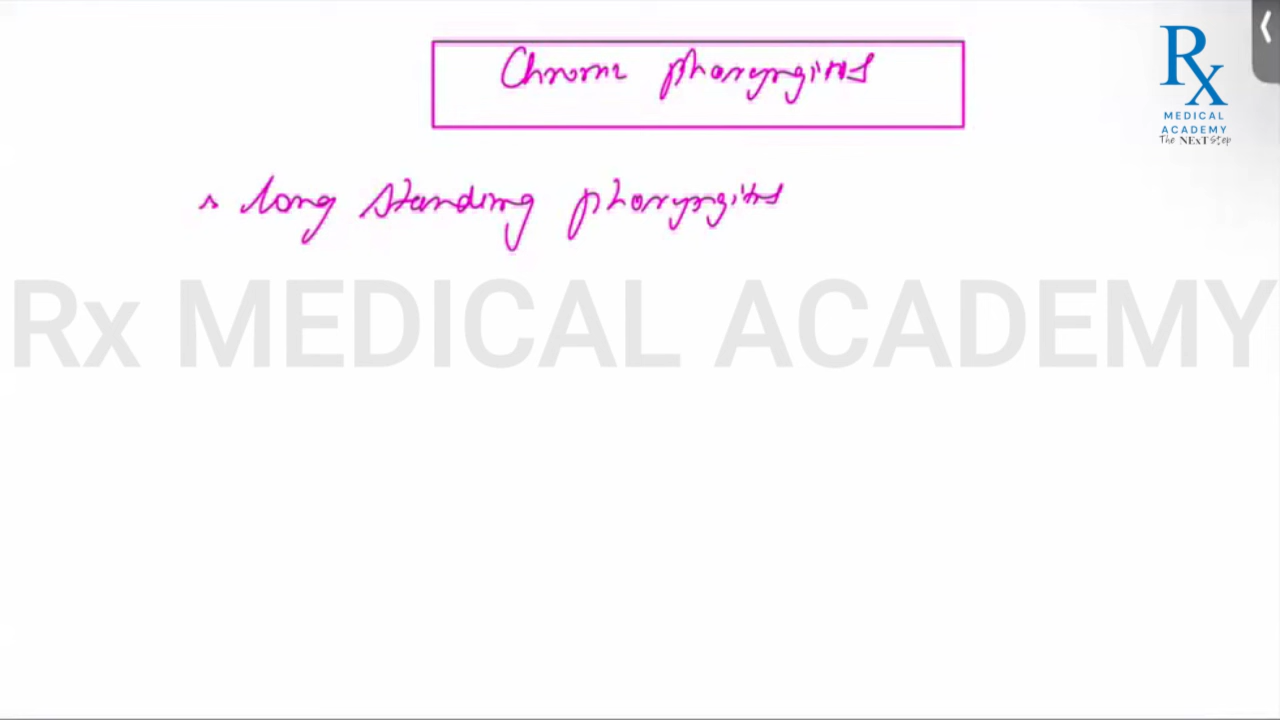 Chronic pharyngitis
long standing pharyngitis
Rx
MEDICAL
ACADEMY
The NExT Step
Rx MEDICAL ACADEMY